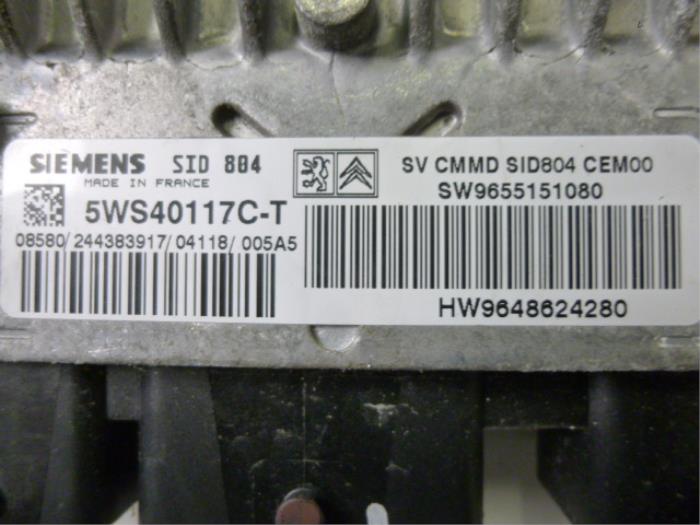 SIEMENS SID 804
MADE IN FRANCE
5WS40117C-T
08580/244383917/04118/005A5
SV CMMD SID804 CEM00
SW9655151080
HW9648624280